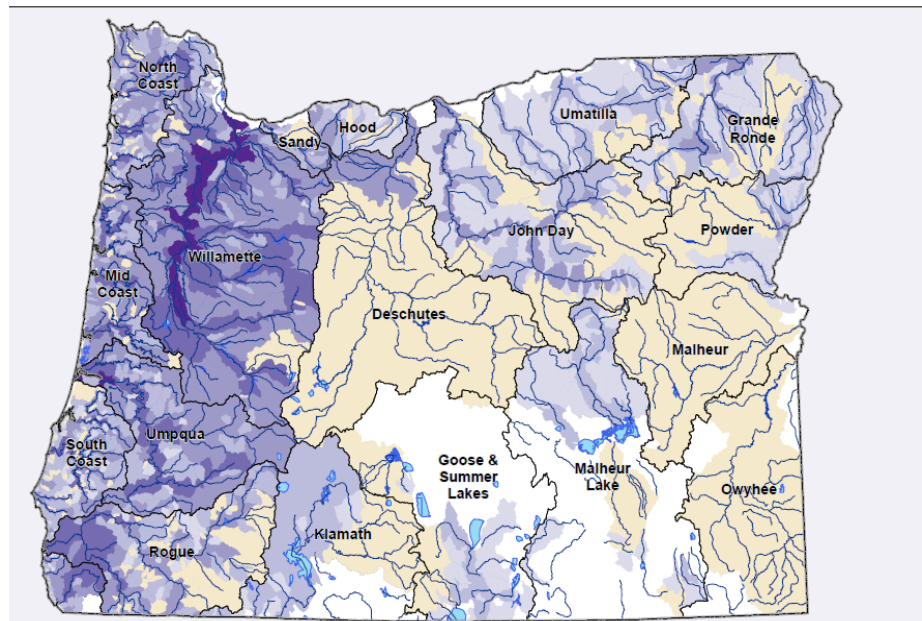 North
Coast
Sandy
Hood
Umatilla
Grande
Ronde
John Day
Powder
Willamette
Mid
Coast
Deschutes
Malheur
South
Coast
Umpqua
Goose &
Summer
Lakes
Malheur
Lake
Owyhee
Klamath
Rogue